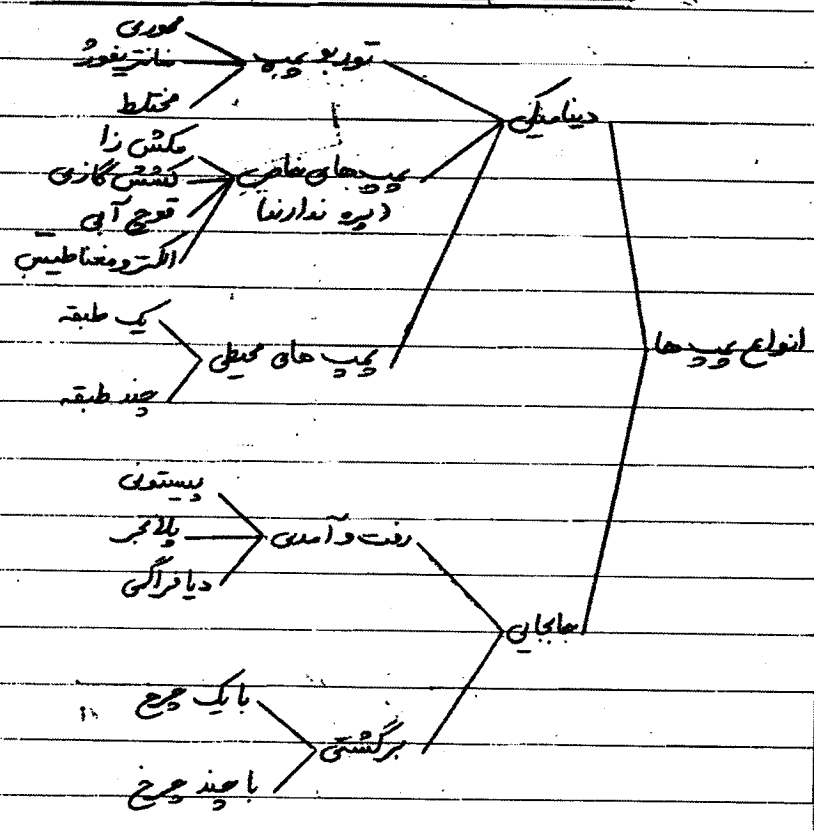 انواع پمپ ها
دینامیکی
توربو پمپ
محوری
سانتریفوژ
مختلط
پمپ های خاص
(پره ندارند)
مکش زا
کشش گازی
قوچ آبی
الکترومغناطیس
پمپ های محیطی
یک طبقه
چند طبقه
جابجایی
رفت و آمدی
پیستونی
پلانجر
دیافراگمی
برگشتی
با یک چرخ
با چند چرخ